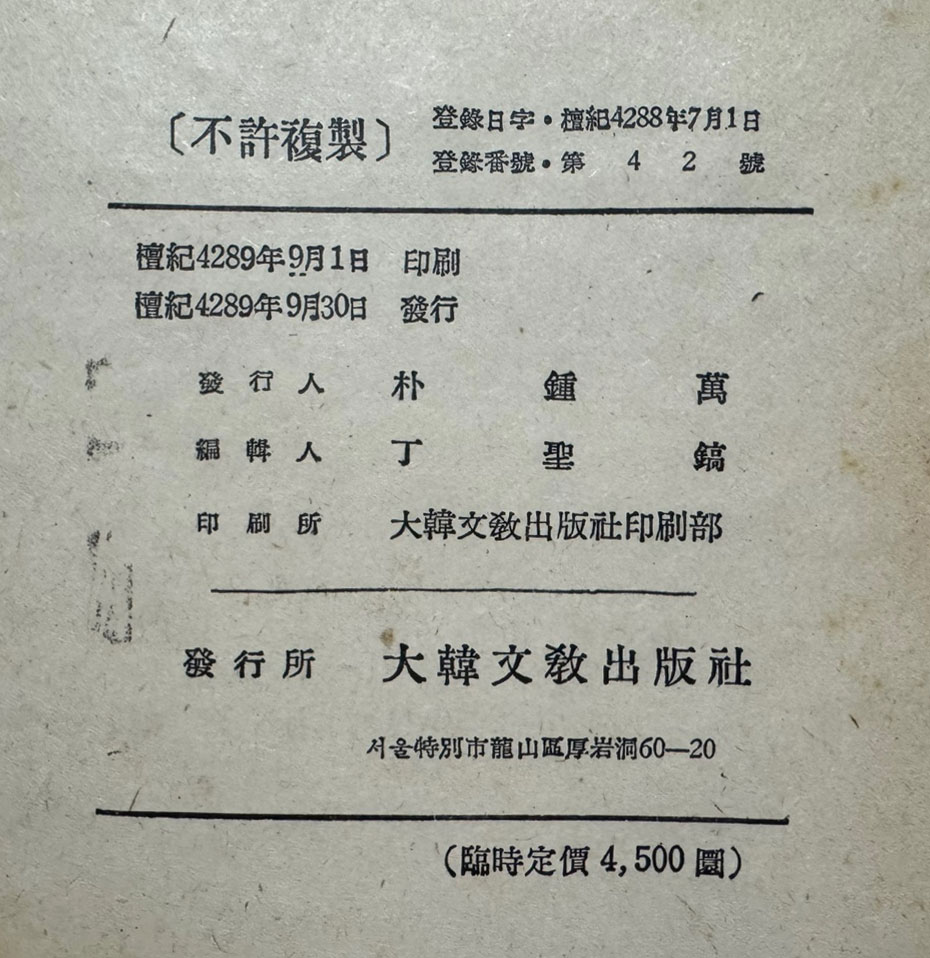 〔不許複製〕
登錄日字・檀紀4288年7月1日
登錄番號・第42號
檀紀4289年9月1日 印刷
檀紀4289年9月30日 發行
發行人 朴鍾萬
編輯人 丁聖鎬
印刷所 大韓文敎出版社印刷部
發行所 大韓文敎出版社
서울特別市龍山區厚岩洞60—20
(臨時定價 4,500 圜)